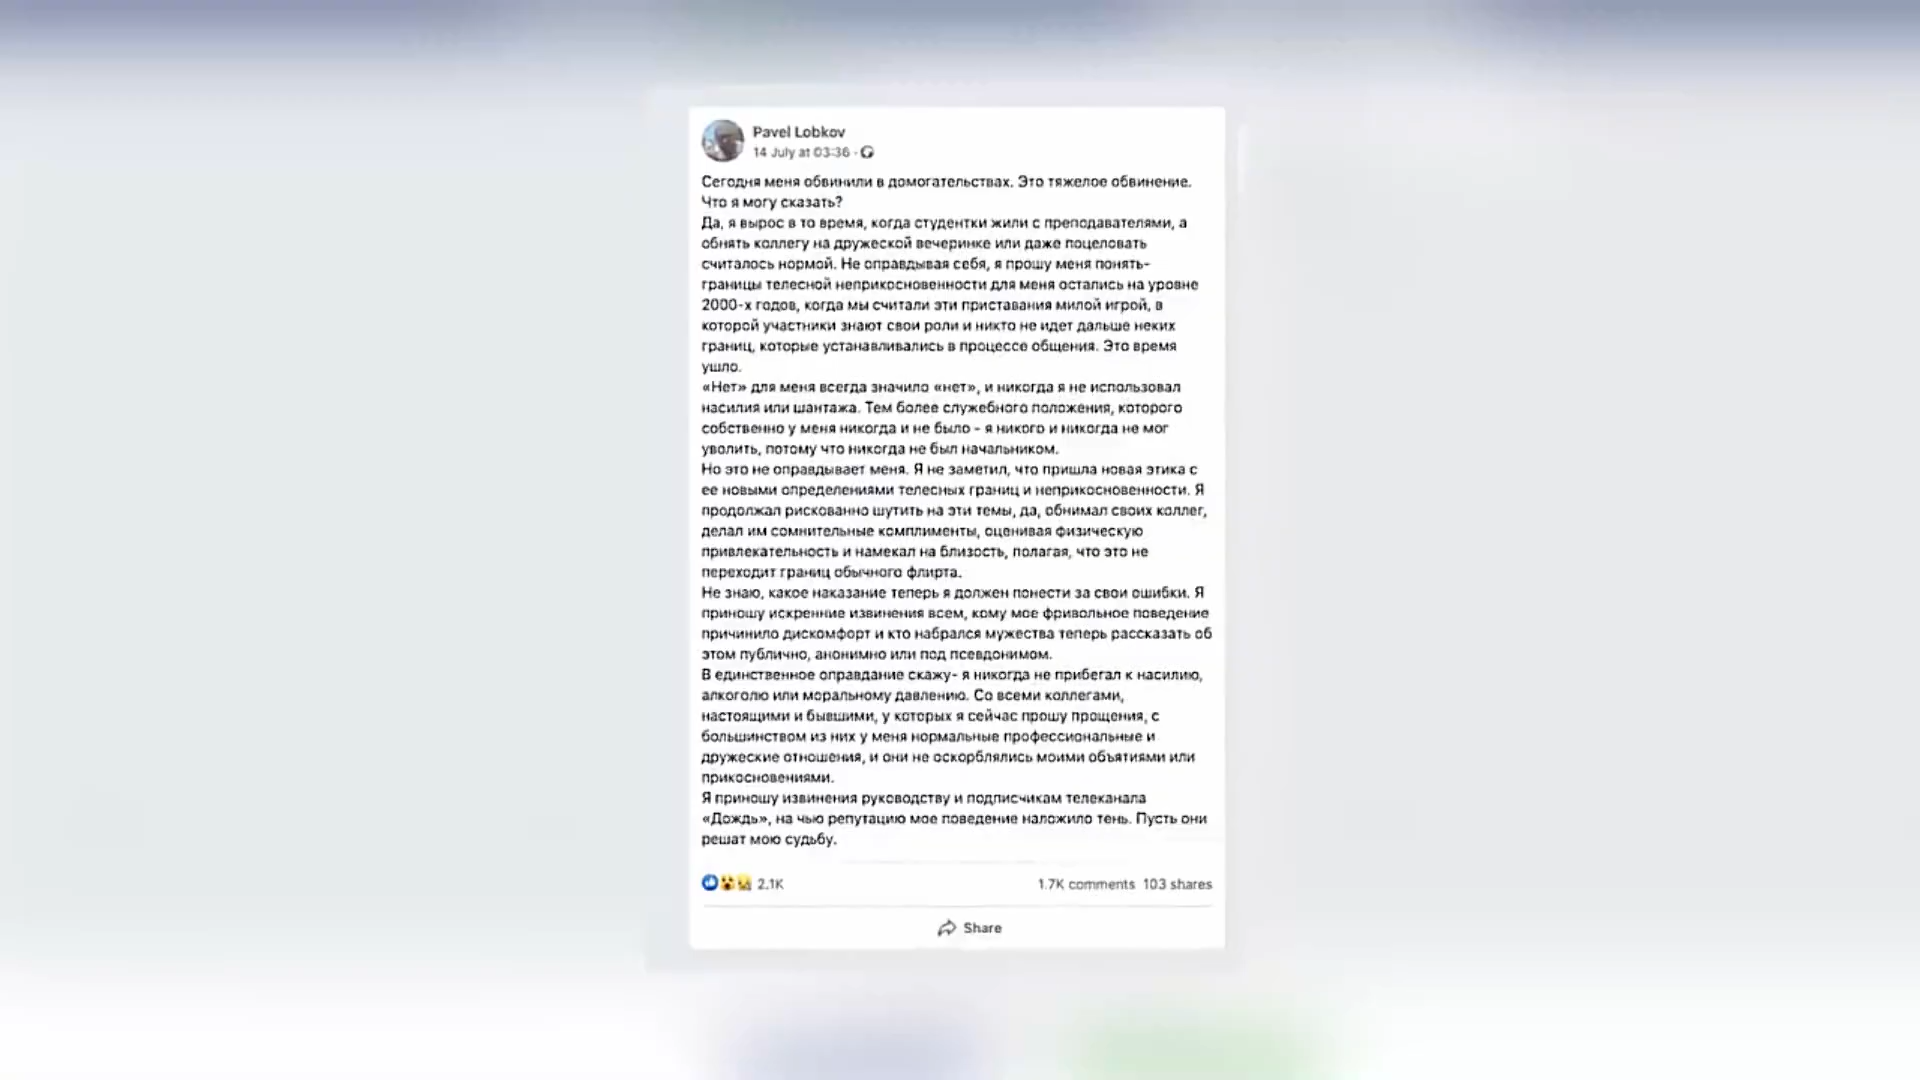 Pavel Lobkov
14 July at 03:36 ·
Сегодня меня обвинили в домогательствах. Это тяжелое обвинение.
Что я могу сказать?
Да, я вырос в то время, когда студентки жили с преподавателями, а
обнять коллегу на дружеской вечеринке или даже поцеловать
считалось нормой. Не оправдывая себя, я прошу меня понять-
границы телесной неприкосновенности для меня остались на уровне
2000-х годов, когда мы считали эти приставания милой игрой, в
которой участники знают свои роли и никто не идет дальше неких
границ, которые устанавливались в процессе общения. Это время
ушло.
«Нет» для меня всегда значило «нет», и никогда я не использовал
насилия или шантажа. Тем более служебного положения, которого
собственно у меня никогда и не было - я никого и никогда не мог
уволить, потому что никогда не был начальником.
Но это не оправдывает меня. Я не заметил, что пришла новая этика с
ее новыми определениями телесных границ и неприкосновенности. Я
продолжал рискованно шутить на эти темы, да, обнимал своих коллег,
делал им сомнительные комплименты, оценивая физическую
привлекательность и намекал на близость, полагая, что это не
переходит границ обычного флирта.
Не знаю, какое наказание теперь я должен понести за свои ошибки. Я
приношу искренние извинения всем, кому мое фривольное поведение
причинило дискомфорт и кто набрался мужества теперь рассказать об
этом публично, анонимно или под псевдонимом.
В единственное оправдание скажу- я никогда не прибегал к насилию,
алкоголю или моральному давлению. Со всеми коллегами,
настоящими и бывшими, у которых я сейчас прошу прощения, с
большинством из них у меня нормальные профессиональные и
дружеские отношения, и они не оскорблялись моими объятиями или
прикосновениями.
Я приношу извинения руководству и подписчикам телеканала
«Дождь», на чью репутацию мое поведение наложило тень. Пусть они
решат мою судьбу.
2.1K 1.7K comments 103 shares
Share